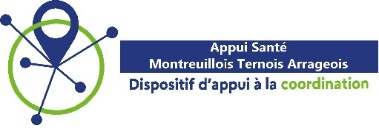 Appui Santé
Montreuillois Ternois Arrageois
Dispositif d'appui à la coordination